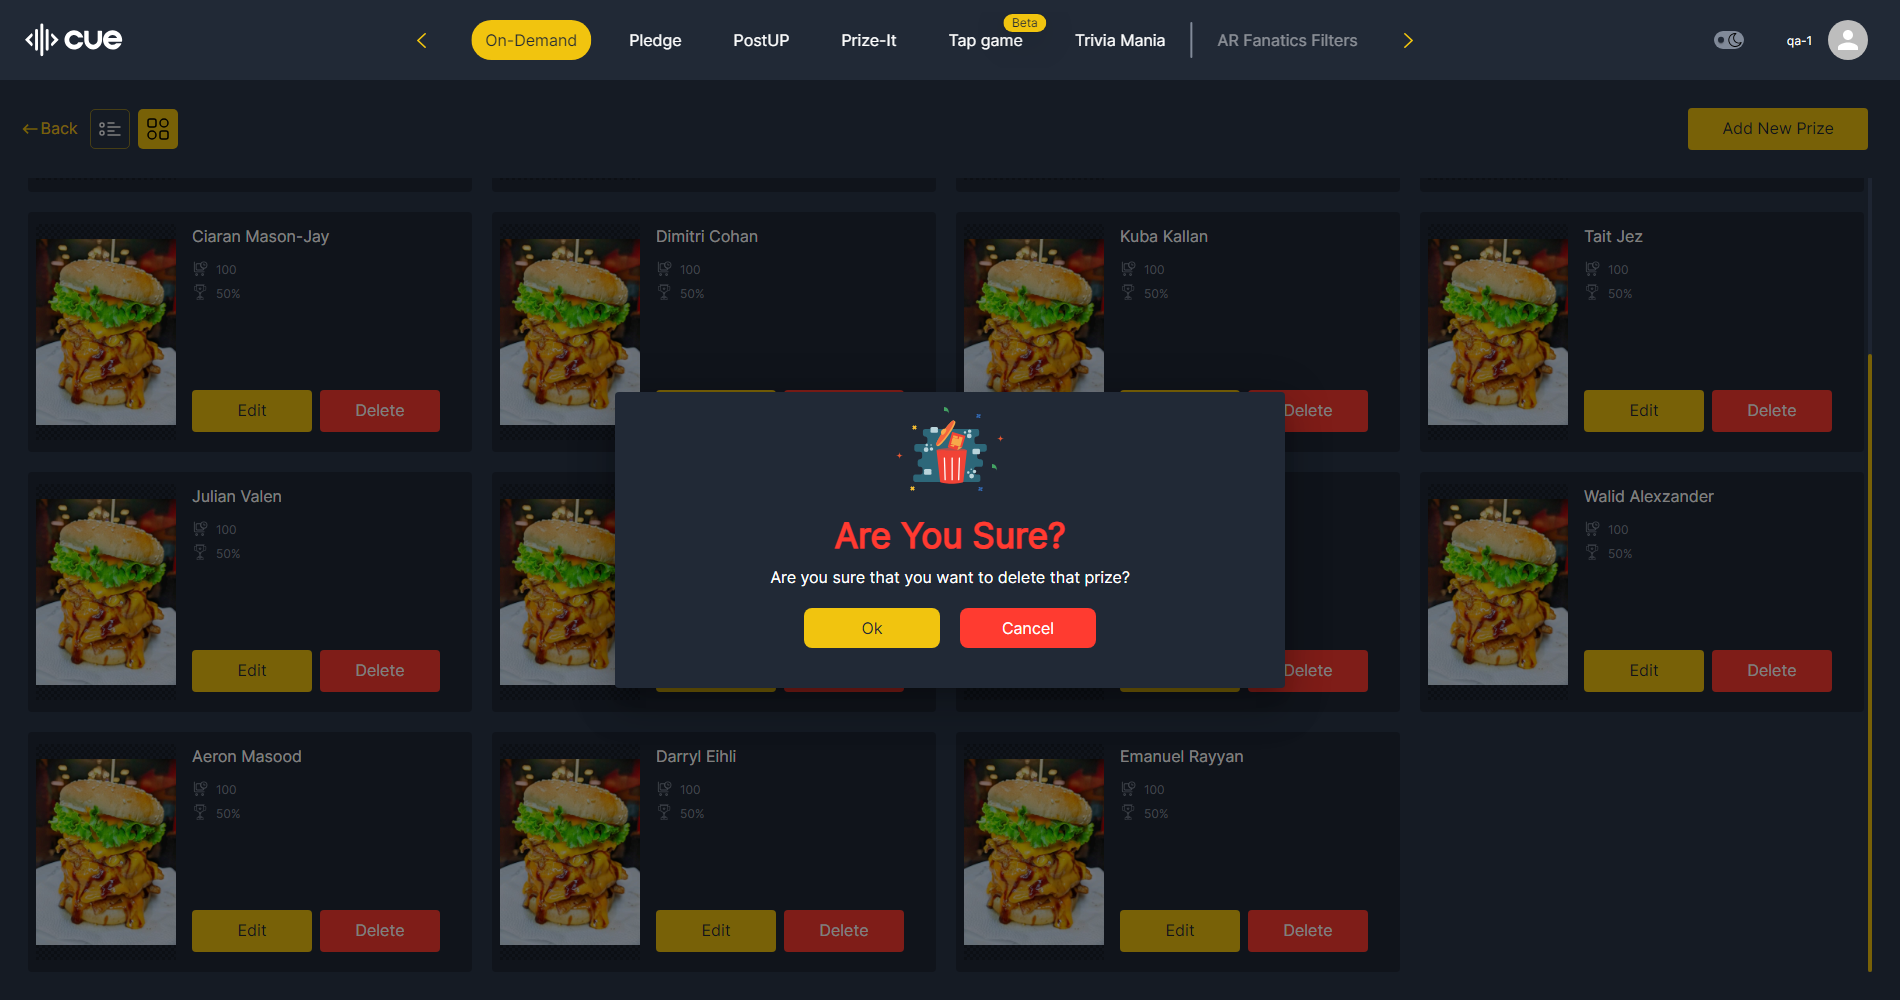 cue
On-Demand
Pledge
PostUP
Prize-It
Tap game
Beta
Trivia Mania
AR Fanatics Filters
qa-1
Back
Add New Prize
Ciaran Mason-Jay
100
50%
Edit
Delete
Dimitri Cohan
100
50%
Kuba Kallan
100
50%
Delete
Tait Jez
100
50%
Edit
Delete
Julian Valen
100
50%
Edit
Delete
Delete
Walid Alexzander
100
50%
Edit
Delete
Are You Sure?
Are you sure that you want to delete that prize?
Ok
Cancel
Aeron Masood
100
50%
Edit
Delete
Darryl Eihli
100
50%
Edit
Delete
Emanuel Rayyan
100
50%
Edit
Delete